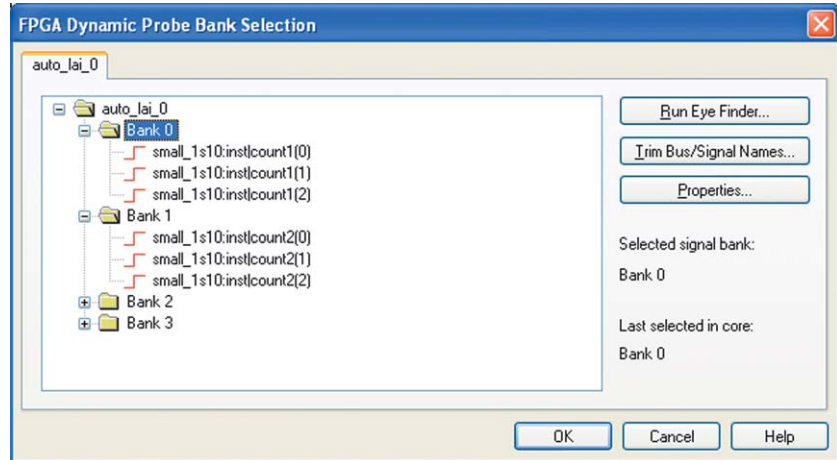 FPGA Dynamic Probe Bank Selection
auto_lai_0
auto_lai_0
Bank 0
small_1s10:inst|count1(0)
small_1s10:inst|count1(1)
small_1s10:inst|count1(2)
Bank 1
small_1s10:inst|count2(0)
small_1s10:inst|count2(1)
small_1s10:inst|count2(2)
Bank 2
Bank 3
Run Eye Finder...
Trim Bus/Signal Names...
Properties...
Selected signal bank:
Bank 0
Last selected in core:
Bank 0
OK
Cancel
Help